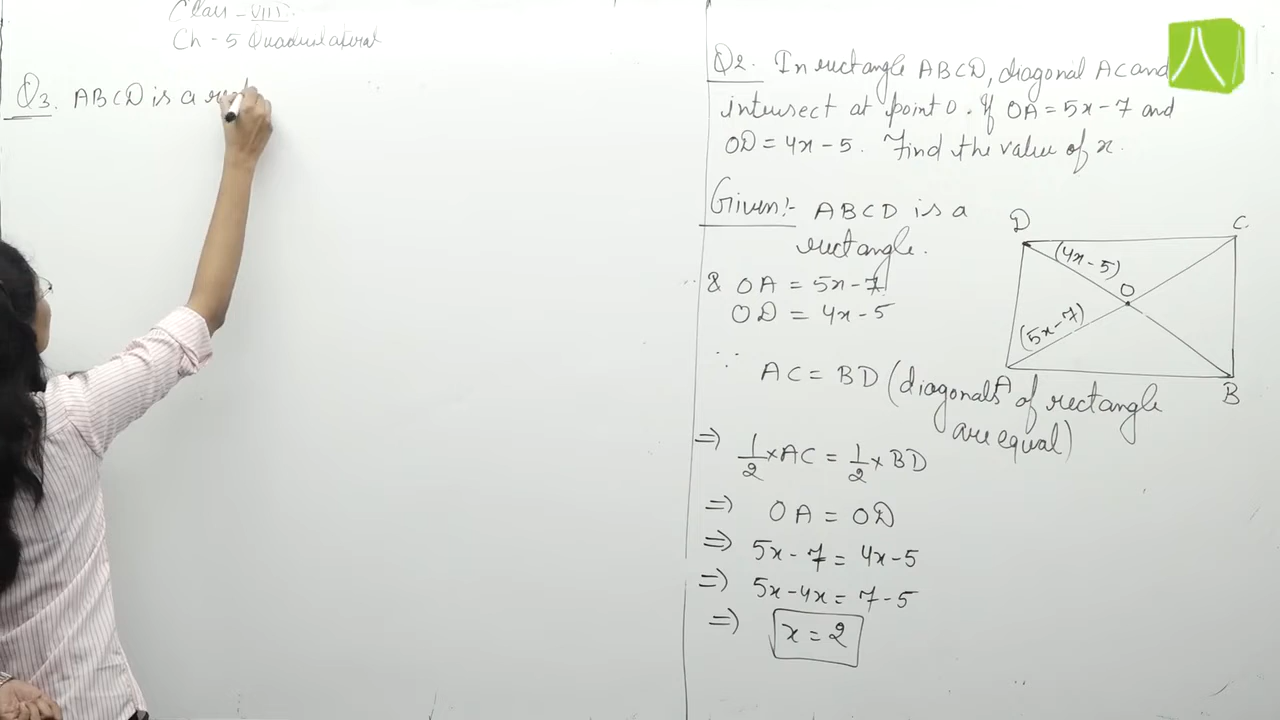 Class - VIII
Ch - 5 Quadrilateral
Q3. ABCD is a
Q2. In rectangle ABCD, diagonal AC and
intersect at point O. If OA = 5x - 7 and
OD = 4x - 5. Find the value of x.
Given:- ABCD is a
rectangle.
& OA = 5x - 7
OD = 4x - 5
D
C
(4x - 5)
O
(5x - 7)
A
B
∵ AC = BD (diagonals of rectangle
are equal)
⇒ 1/2 × AC = 1/2 × BD
⇒ OA = OD
⇒ 5x - 7 = 4x - 5
⇒ 5x - 4x = 7 - 5
⇒ x = 2